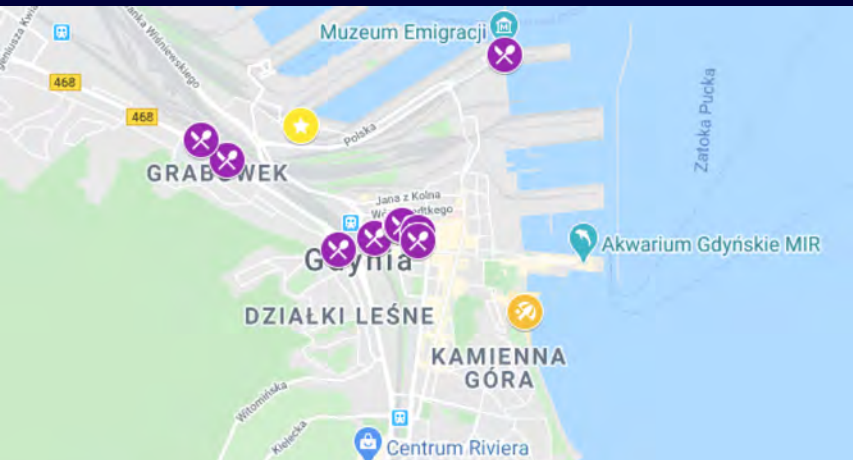 Muzeum Emigracji
468
468
Polska
Zatoka Pucka
GRABÓWEK
Jana z Kolna
Gdynia
Akwarium Gdyńskie MIR
DZIAŁKI LEŚNE
KAMIENNA
GÓRA
Witomińska
Kielecka
Centrum Riviera